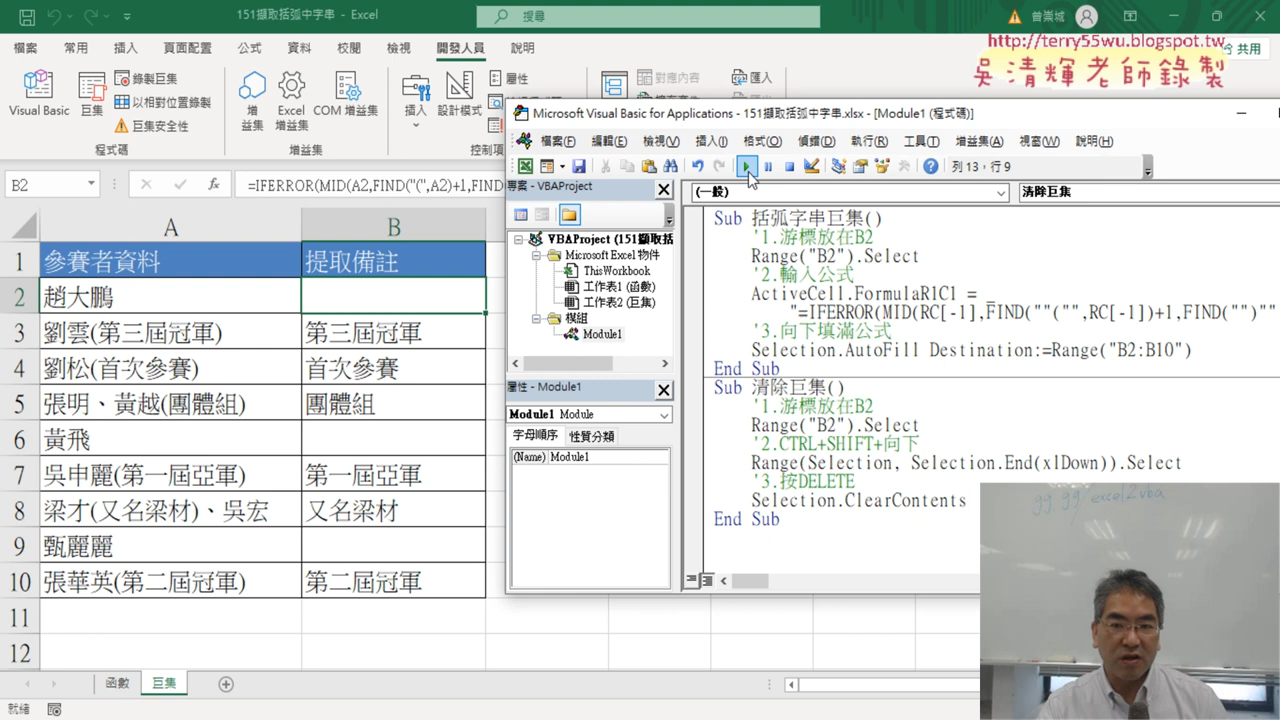 151擷取括弧中字串 - Excel
搜尋
曾崇城
檔案 常用 插入 頁面配置 公式 資料 校閱 檢視 開發人員 說明
共用
http://terry55wu.blogspot.tw
吳清輝老師錄製
Visual Basic 巨集 錄製巨集 以相對位置錄製 巨集安全性
程式碼
增益集 Excel 增益集 COM 增益集
增益集
插入 設計模式 屬性
控制項
對應內容 匯入
B2
=IFERROR(MID(A2,FIND("(",A2)+1,FIND
A B
1 參賽者資料 提取備註
2 趙大鵬
3 劉雲(第三屆冠軍) 第三屆冠軍
4 劉松(首次參賽) 首次參賽
5 張明、黃越(團體組) 團體組
6 黃飛
7 吳申麗(第一屆亞軍) 第一屆亞軍
8 梁才(又名梁材)、吳宏 又名梁材
9 甄麗麗
10 張華英(第二屆冠軍) 第二屆冠軍
11
12
函數 巨集
就緒
Microsoft Visual Basic for Applications - 151擷取括弧中字串.xlsx - [Module1 (程式碼)]
檔案(F) 編輯(E) 檢視(V) 插入(I) 格式(O) 偵錯(D) 執行(R) 工具(T) 增益集(A) 視窗(W) 說明(H)
列 13，行 9
專案 - VBAProject
VBAProject (151擷取括
Microsoft Excel 物件
ThisWorkbook
工作表1 (函數)
工作表2 (巨集)
模組
Module1
屬性 - Module1
Module1 Module
字母順序 性質分類
(Name) Module1
(一般) 清除巨集
Sub 括弧字串巨集()
'1.游標放在B2
Range("B2").Select
'2.輸入公式
ActiveCell.FormulaR1C1 = _
"=IFERROR(MID(RC[-1],FIND(""("",RC[-1])+1,FIND("")""
'3.向下填滿公式
Selection.AutoFill Destination:=Range("B2:B10")
End Sub
Sub 清除巨集()
'1.游標放在B2
Range("B2").Select
'2.CTRL+SHIFT+向下
Range(Selection, Selection.End(xlDown)).Select
'3.按DELETE
Selection.ClearContents
End Sub
gg.gg/excel2vba